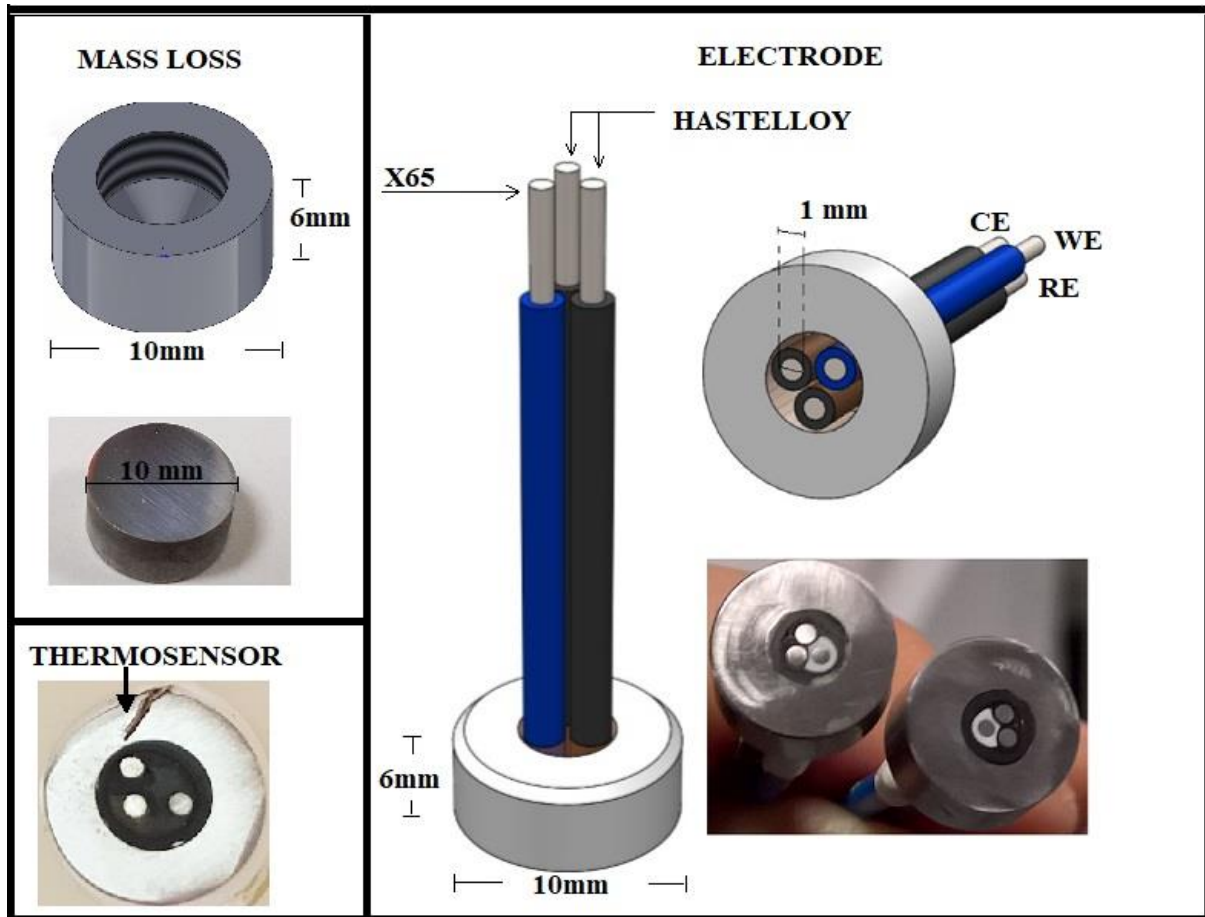 MASS LOSS
6mm
10mm
10 mm
THERMOSENSOR
ELECTRODE
HASTELLOY
X65
1 mm
CE
WE
RE
6mm
10mm